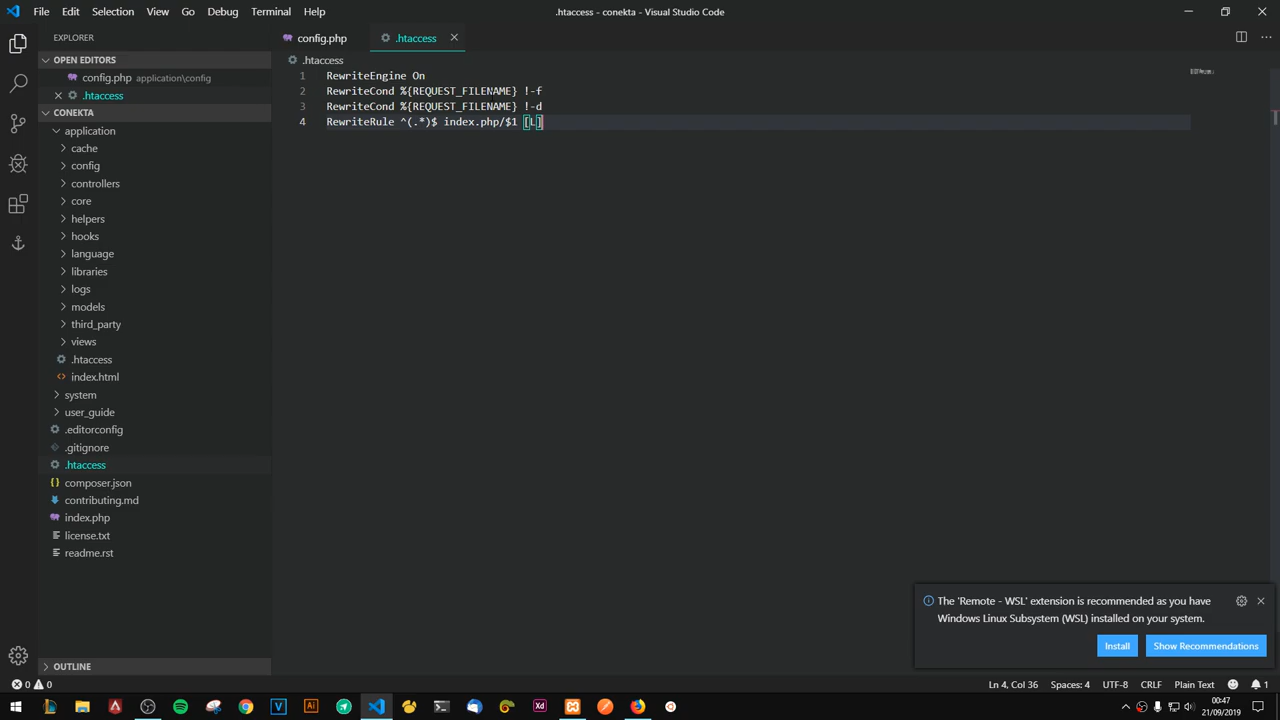 File Edit Selection View Go Debug Terminal Help
.htaccess - conekta - Visual Studio Code
EXPLORER
config.php
.htaccess
OPEN EDITORS
config.php application\config
.htaccess
CONEKTA
application
cache
config
controllers
core
helpers
hooks
language
libraries
logs
models
third_party
views
.htaccess
index.html
system
user_guide
.editorconfig
.gitignore
.htaccess
composer.json
contributing.md
index.php
license.txt
readme.rst
OUTLINE
.htaccess
1 RewriteEngine On
2 RewriteCond %{REQUEST_FILENAME} !-f
3 RewriteCond %{REQUEST_FILENAME} !-d
4 RewriteRule ^(.*)$ index.php/$1 [L]
The 'Remote - WSL' extension is recommended as you have
Windows Linux Subsystem (WSL) installed on your system.
Install Show Recommendations
0 0
Ln 4, Col 36 Spaces: 4 UTF-8 CRLF Plain Text 1
Ai Xd
00:47
21/09/2019